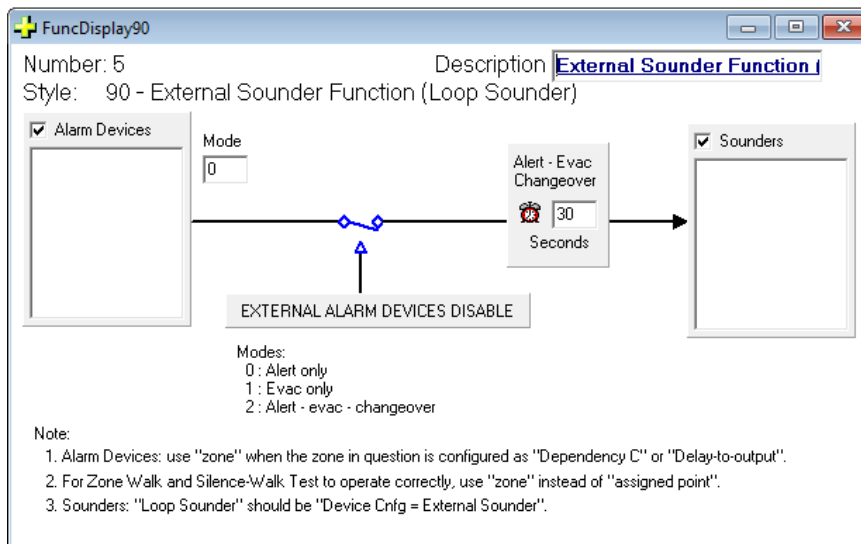 FuncDisplay90
Number: 5
Description External Sounder Function (
Style: 90 - External Sounder Function (Loop Sounder)
Alarm Devices
Mode
0
Alert - Evac
Changeover
30
Seconds
Sounders
EXTERNAL ALARM DEVICES DISABLE
Modes:
0 : Alert only
1 : Evac only
2 : Alert - evac - changeover
Note:
1. Alarm Devices: use "zone" when the zone in question is configured as "Dependency C" or "Delay-to-output".
2. For Zone Walk and Silence-Walk Test to operate correctly, use "zone" instead of "assigned point".
3. Sounders: "Loop Sounder" should be "Device Cnfg = External Sounder".